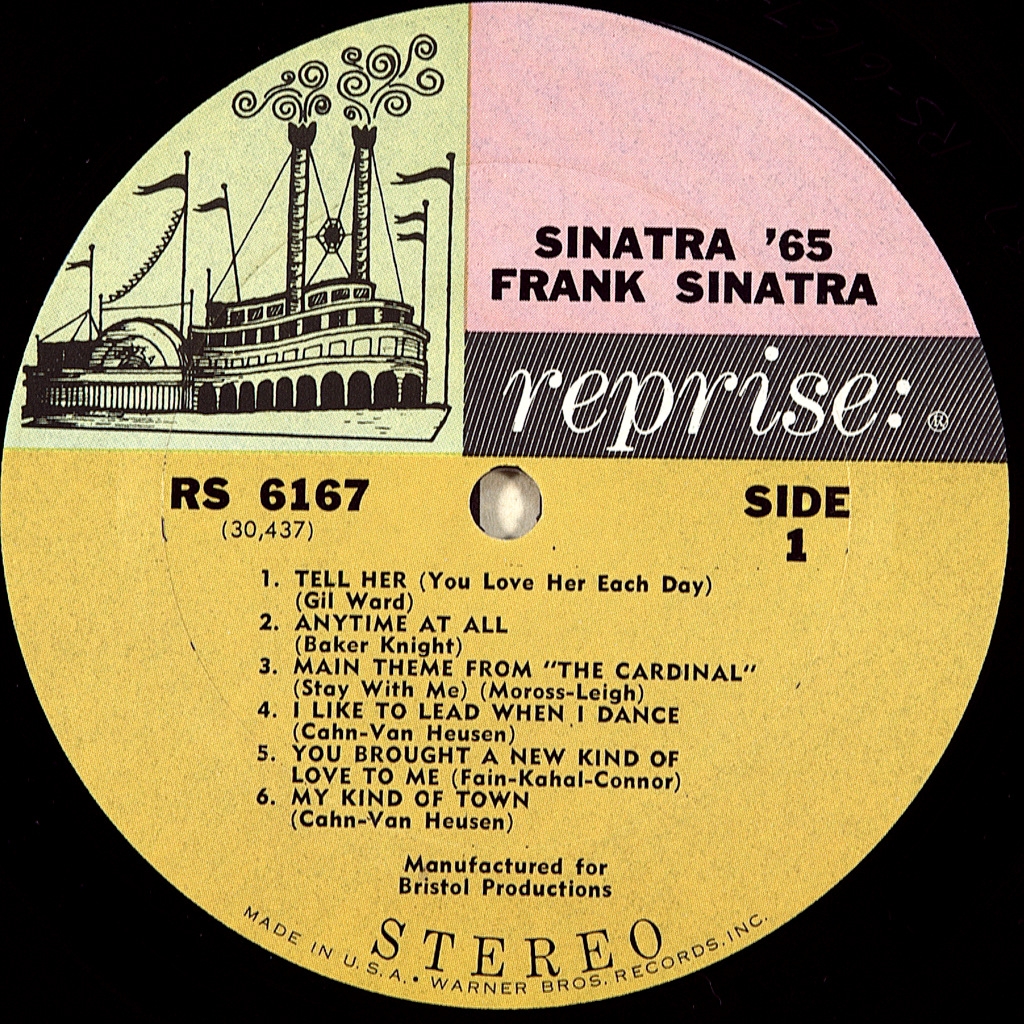 SINATRA '65
FRANK SINATRA
reprise: ®
RS 6167
(30,437)
SIDE
1
1. TELL HER (You Love Her Each Day)
(Gil Ward)
2. ANYTIME AT ALL
(Baker Knight)
3. MAIN THEME FROM "THE CARDINAL"
(Stay With Me) (Moross-Leigh)
4. I LIKE TO LEAD WHEN I DANCE
(Cahn-Van Heusen)
5. YOU BROUGHT A NEW KIND OF
LOVE TO ME (Fain-Kahal-Connor)
6. MY KIND OF TOWN
(Cahn-Van Heusen)
Manufactured for
Bristol Productions
STEREO
MADE IN U.S.A. • WARNER BROS. RECORDS, INC.